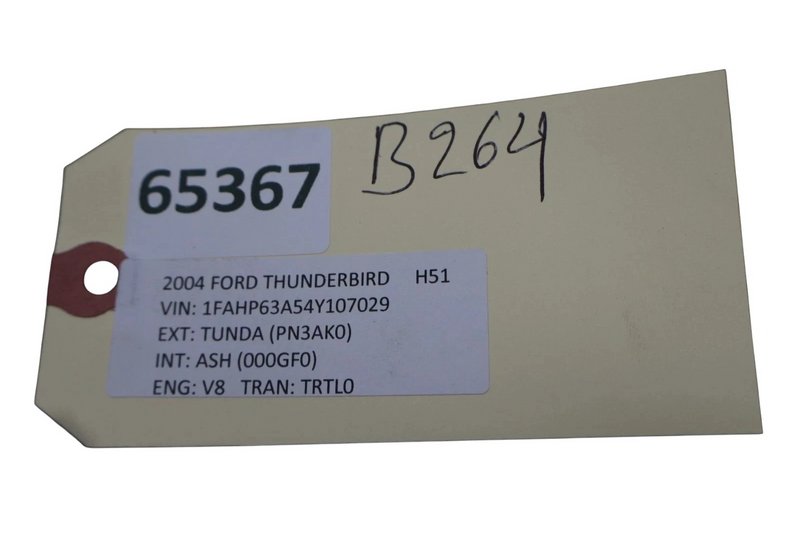 65367 B264
2004 FORD THUNDERBIRD H51
VIN: 1FAHP63A54Y107029
EXT: TUNDA (PN3AK0)
INT: ASH (000GF0)
ENG: V8 TRAN: TRTL0